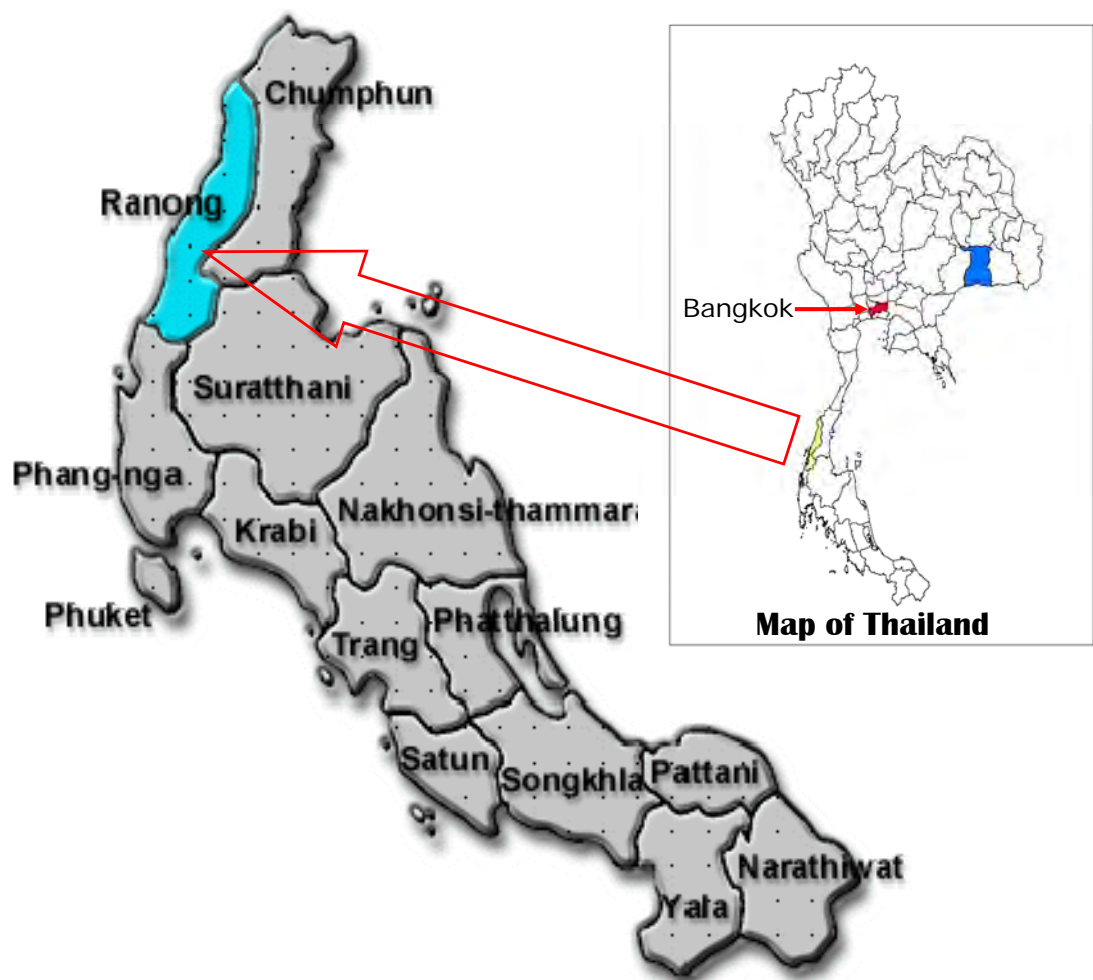 Chumphun
Ranong
Bangkok
Suratthani
Phang-nga
Nakhonsi-thammara
Krabi
Phuket
Phatthalung
Trang
Map of Thailand
Satun
Songkhla
Pattani
Narathiwat
Yala